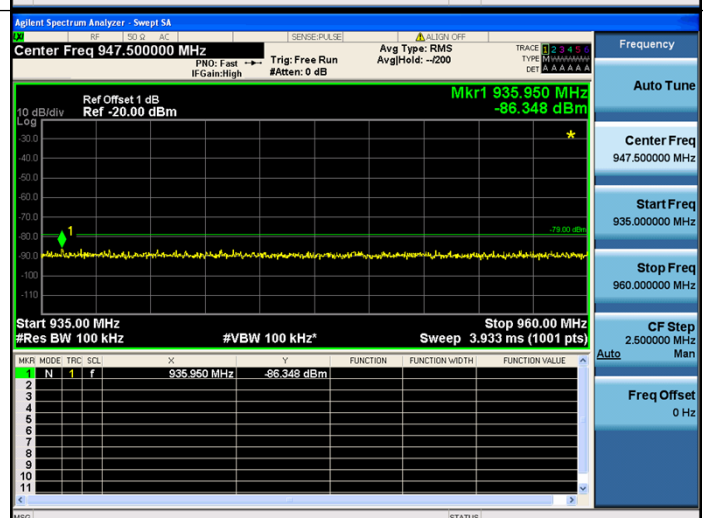 Agilent Spectrum Analyzer - Swept SA
LXI RF 50 Ω AC SENSE:PULSE ALIGN OFF
Center Freq 947.500000 MHz
PNO: Fast
IFGain:High
Trig: Free Run
#Atten: 0 dB
Avg Type: RMS
Avg|Hold: --/200
TRACE 1 2 3 4 5 6
TYPE M
DET A A A A A A
Ref Offset 1 dB
10 dB/div Ref -20.00 dBm
Log
Mkr1 935.950 MHz
-86.348 dBm
-30.0
-40.0
-50.0
-60.0
-70.0
-79.00 dBm
1
-80.0
-90.0
-100
-110
Start 935.00 MHz Stop 960.00 MHz
#Res BW 100 kHz #VBW 100 kHz* Sweep 3.933 ms (1001 pts)
MKR MODE TRC SCL X Y FUNCTION FUNCTION WIDTH FUNCTION VALUE
1 N 1 f 935.950 MHz -86.348 dBm
2
3
4
5
6
7
8
9
10
11
MSG STATUS
Frequency
Auto Tune
Center Freq
947.500000 MHz
Start Freq
935.000000 MHz
Stop Freq
960.000000 MHz
CF Step
2.500000 MHz
Auto Man
Freq Offset
0 Hz